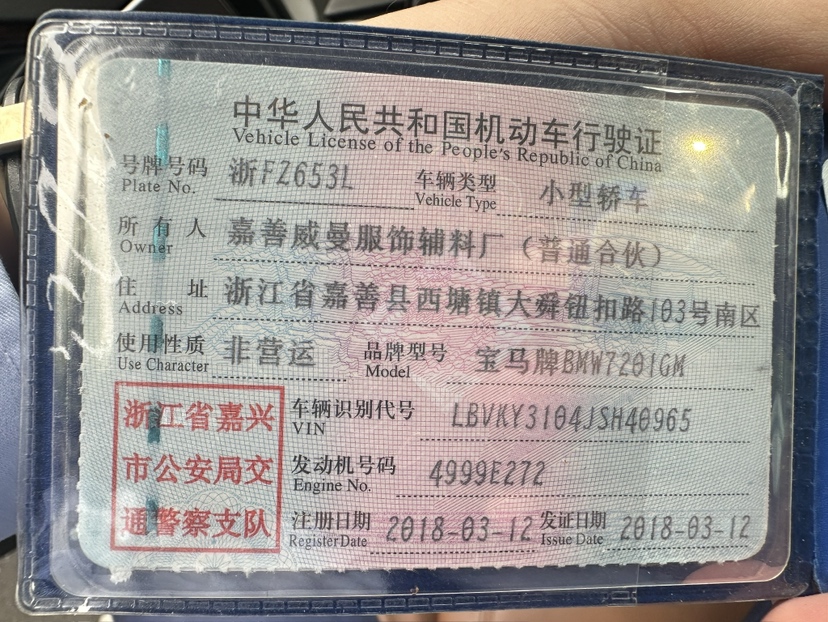 中华人民共和国机动车行驶证
Vehicle License of the People's Republic of China
号牌号码 浙FZ653L 车辆类型 小型轿车
Plate No. Vehicle Type
所有人 嘉善威曼服饰辅料厂（普通合伙）
Owner
住址 浙江省嘉善县西塘镇大舜钮扣路103号南区
Address
使用性质 非营运 品牌型号 宝马牌BMW7201GM
Use Character Model
浙江省嘉兴 车辆识别代号 LBVKY3104JSH40965
VIN
市公安局交 发动机号码 4999E272
Engine No.
通警察支队 注册日期 2018-03-12 发证日期 2018-03-12
Register Date Issue Date